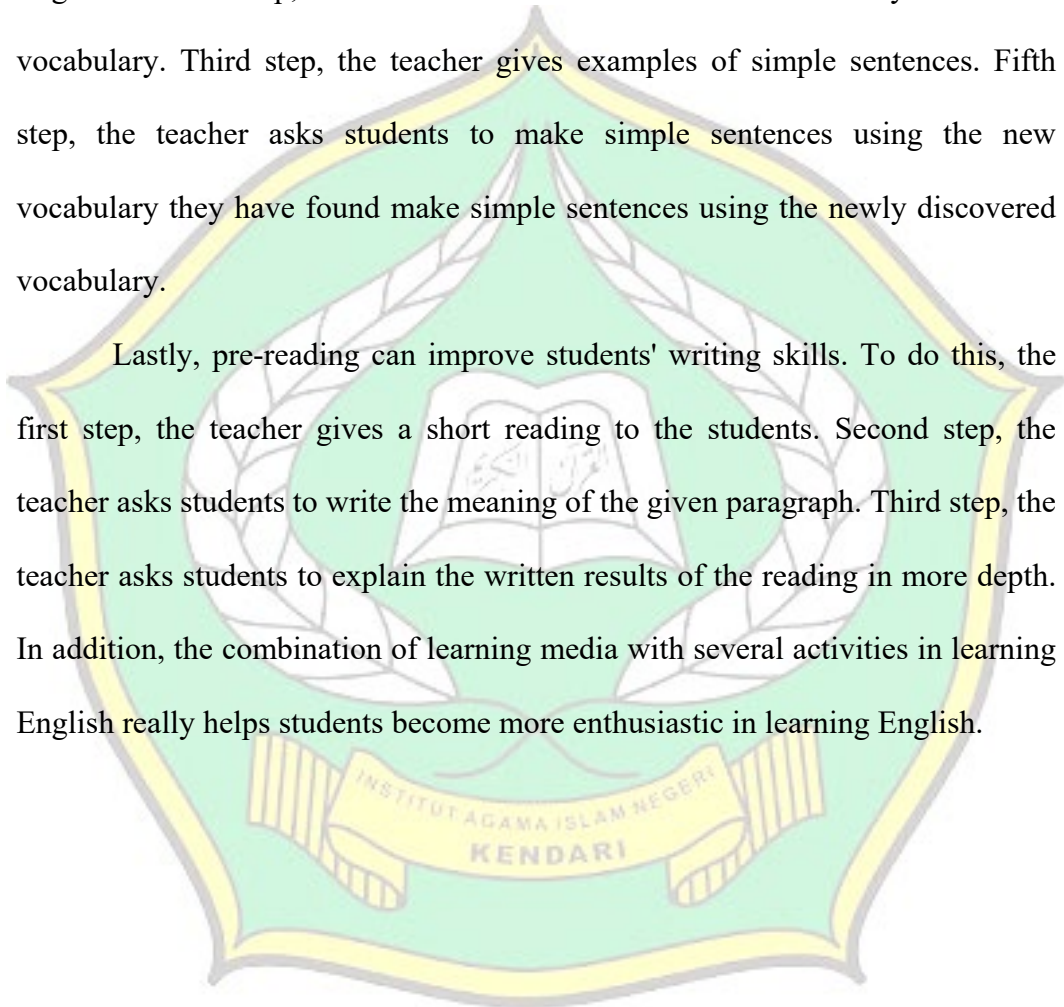 vocabulary. Third step, the teacher gives examples of simple sentences. Fifth
step, the teacher asks students to make simple sentences using the new
vocabulary they have found make simple sentences using the newly discovered
vocabulary.
Lastly, pre-reading can improve students' writing skills. To do this, the
first step, the teacher gives a short reading to the students. Second step, the
teacher asks students to write the meaning of the given paragraph. Third step, the
teacher asks students to explain the written results of the reading in more depth.
In addition, the combination of learning media with several activities in learning
English really helps students become more enthusiastic in learning English.
INSTITUT AGAMA ISLAM NEGERI
KENDARI